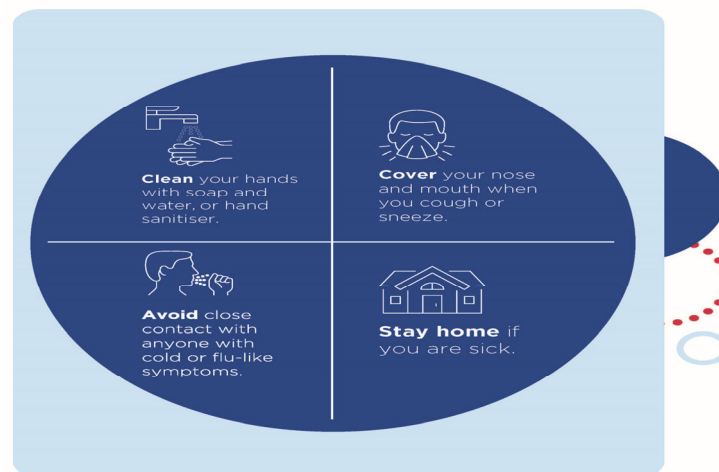 Clean your hands
with soap and
water, or hand
sanitiser.
Cover your nose
and mouth when
you cough or
sneeze.
Avoid close
contact with
anyone with
cold or flu-like
symptoms.
Stay home if
you are sick.